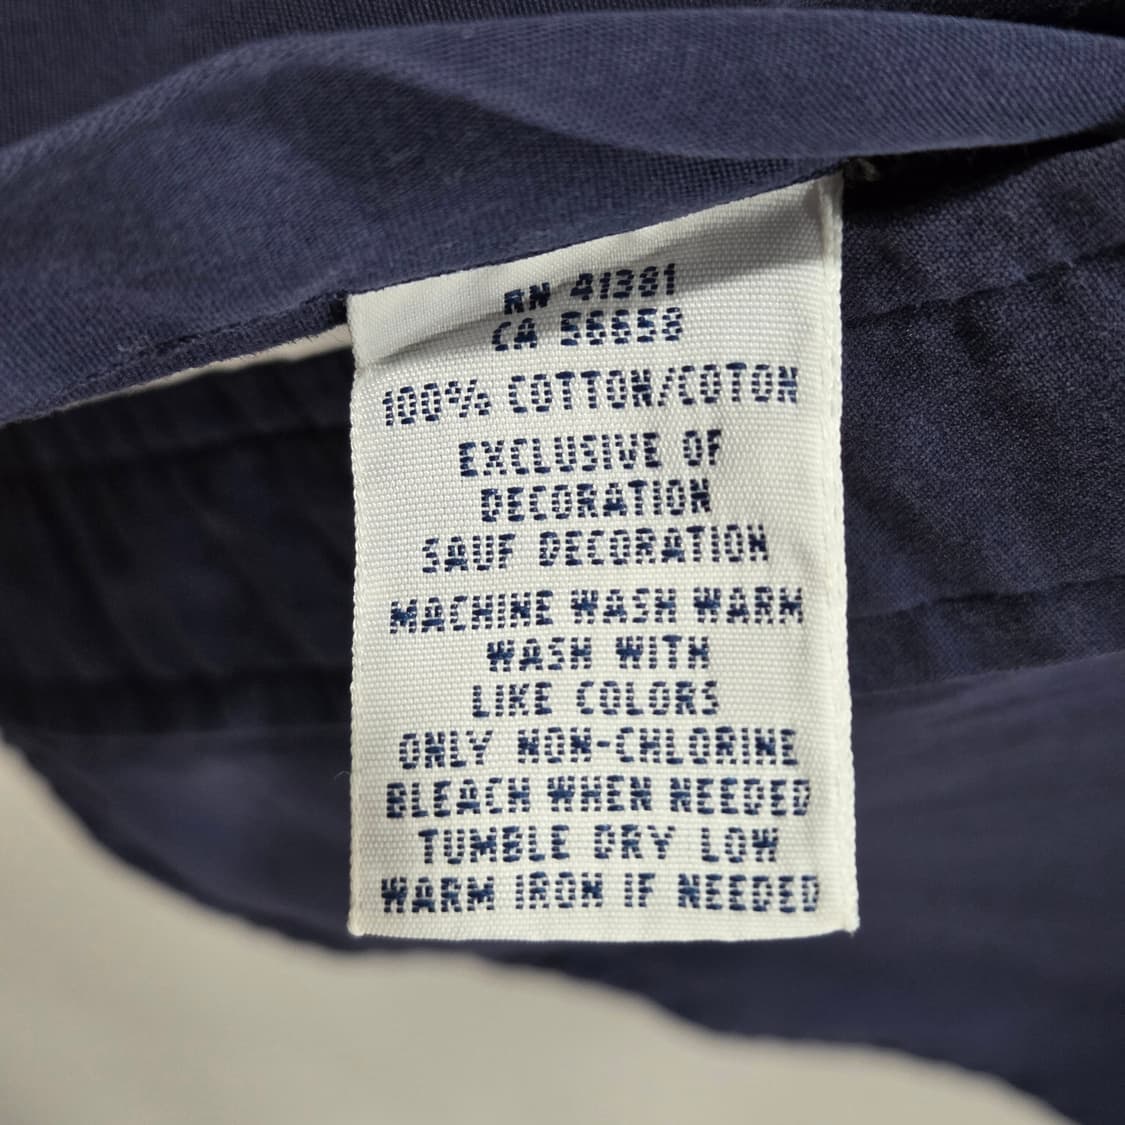 RN 41381
CA 56658
100% COTTON/COTON
EXCLUSIVE OF
DECORATION
SAUF DECORATION
MACHINE WASH WARM
WASH WITH
LIKE COLORS
ONLY NON-CHLORINE
BLEACH WHEN NEEDED
TUMBLE DRY LOW
WARM IRON IF NEEDED